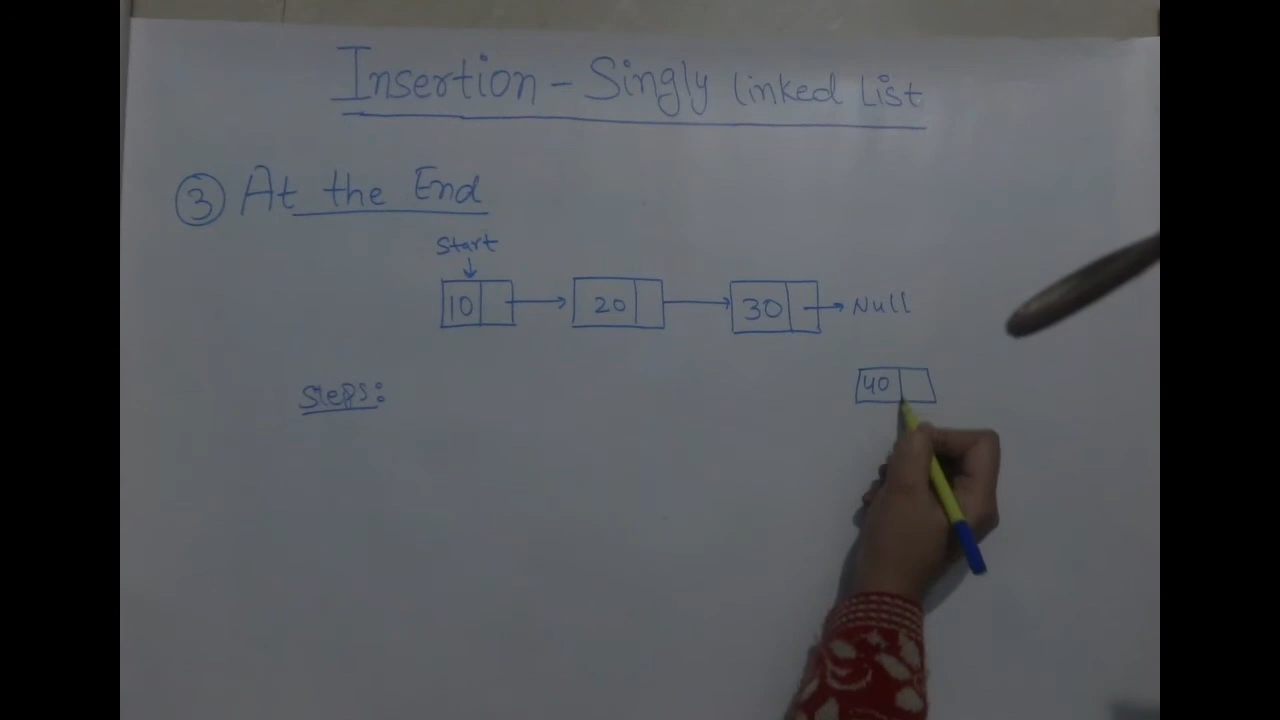 Insertion - Singly linked list
③ At the End
Start
10 20 30 Null
40
Steps: